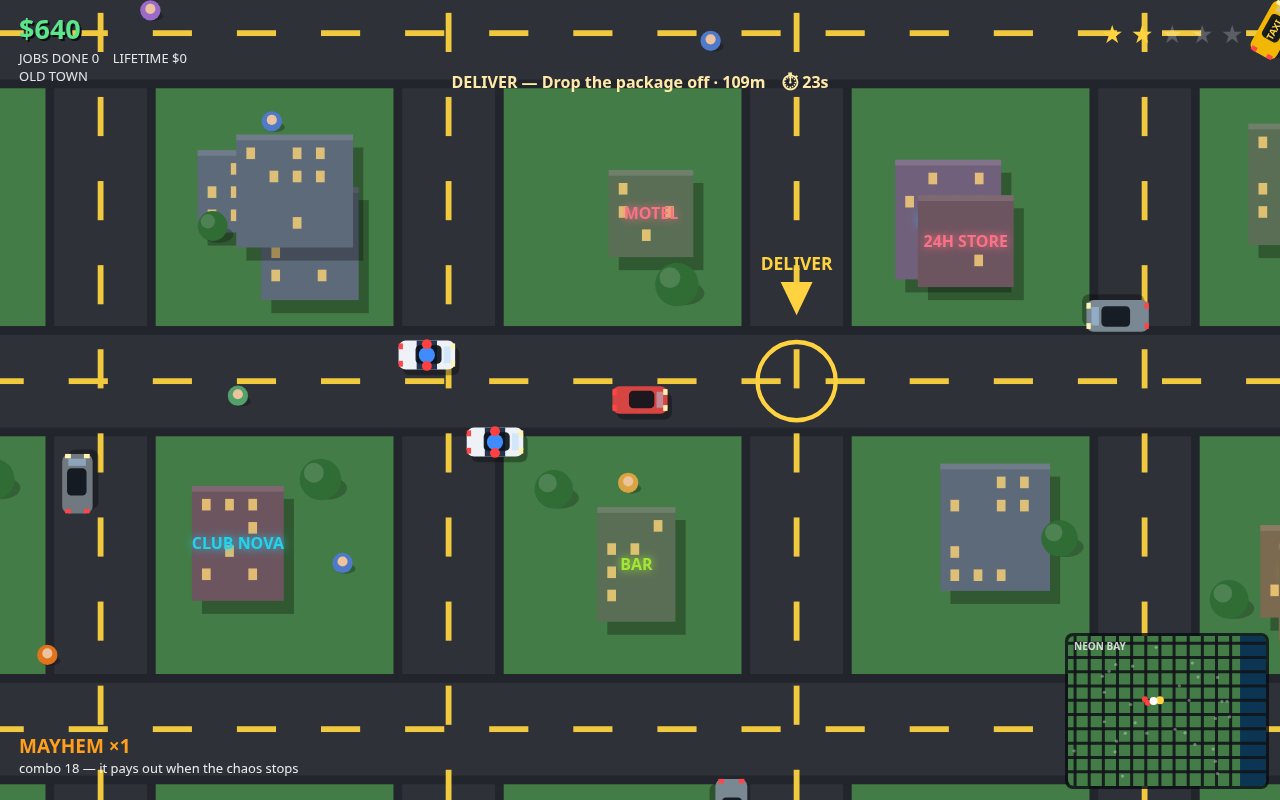 $640
JOBS DONE 0 LIFETIME $0
OLD TOWN
DELIVER — Drop the package off · 109m ⏱ 23s
TAXI
MOTEL
24H STORE
DELIVER
CLUB NOVA
BAR
NEON BAY
MAYHEM ×1
combo 18 — it pays out when the chaos stops